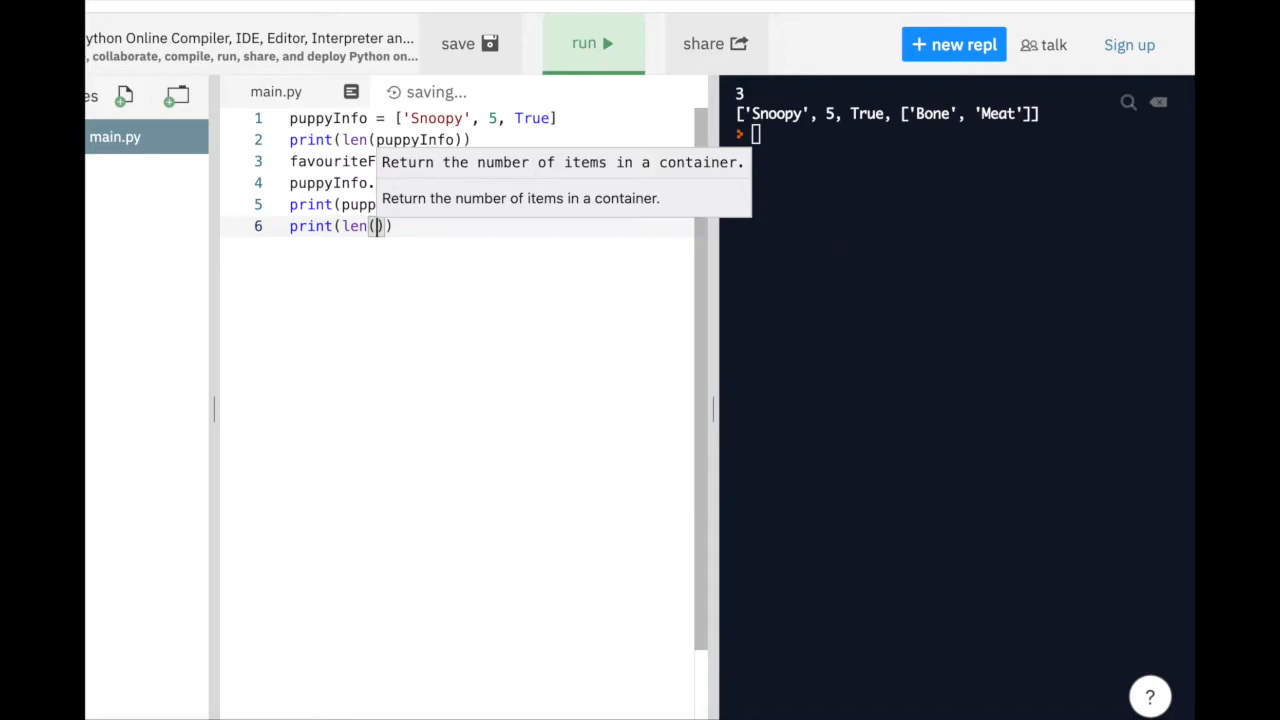 ython Online Compiler, IDE, Editor, Interpreter an...
, collaborate, compile, run, share, and deploy Python on...
save
run
share
+ new repl
talk
Sign up
es
main.py
main.py
saving...
1 puppyInfo = ['Snoopy', 5, True]
2 print(len(puppyInfo))
3 favouriteF
4 puppyInfo.
5 print(pupp
6 print(len())
Return the number of items in a container.
Return the number of items in a container.
3
['Snoopy', 5, True, ['Bone', 'Meat']]
>
?